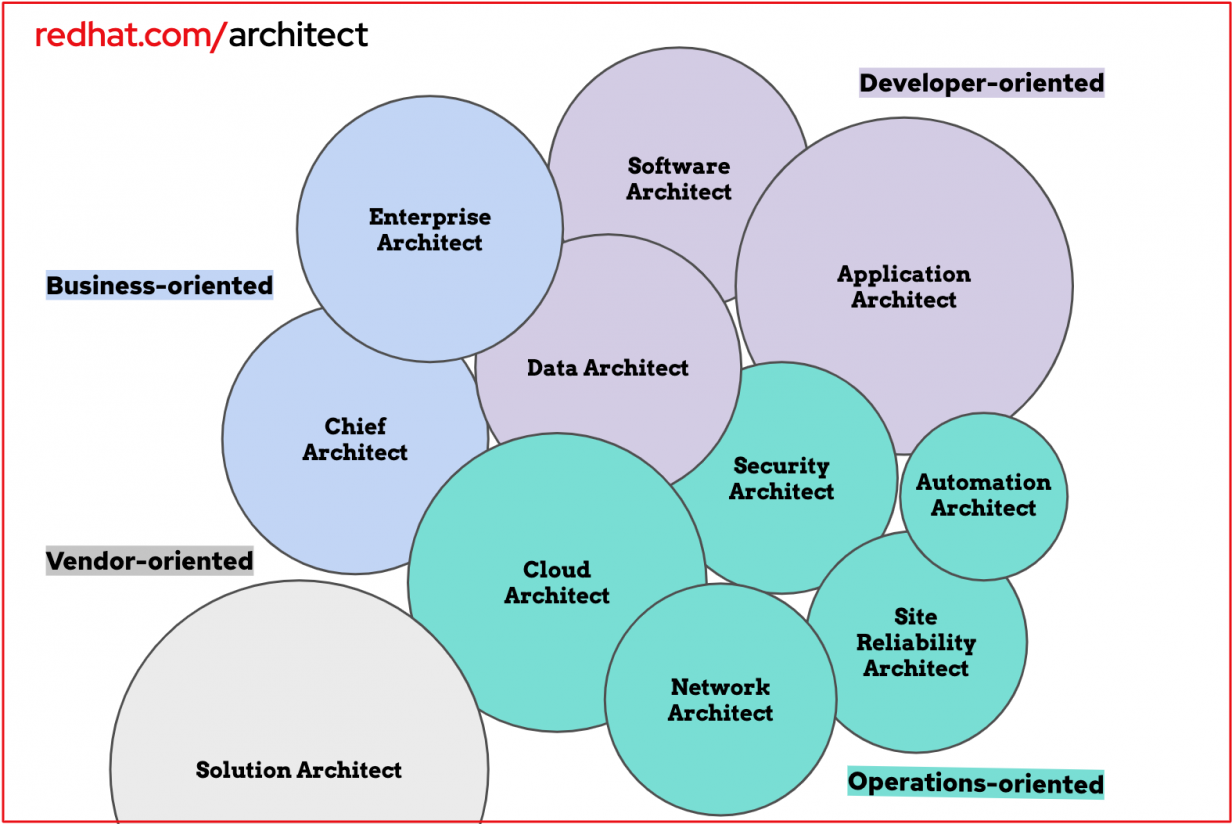 redhat.com/architect
Developer-oriented
Software
Architect
Enterprise
Architect
Application
Architect
Business-oriented
Data Architect
Chief
Architect
Security
Architect
Automation
Architect
Vendor-oriented
Cloud
Architect
Site
Reliability
Architect
Network
Architect
Solution Architect
Operations-oriented